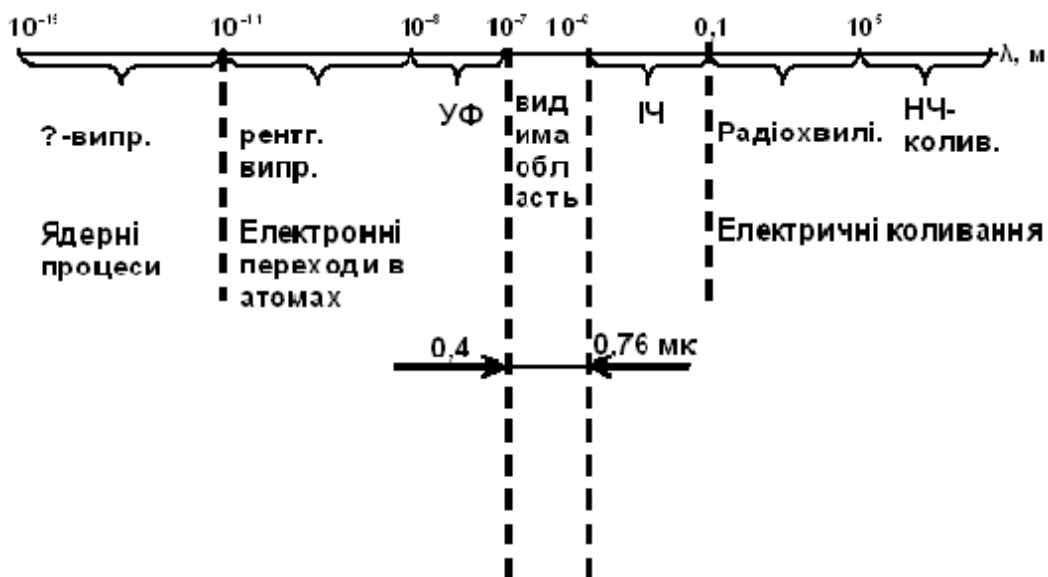 10⁻¹⁵ 10⁻¹¹ 10⁻⁸ 10⁻⁷ 10⁻⁶ 0,1 10⁵
λ, м
?-випр.
рентг.
випр.
УФ
вид
има
обл
асть
ІЧ
Радіохвилі.
НЧ-
колив.
Ядерні
процеси
Електронні
переходи в
атомах
Електричні коливання
0,4
0,76 мк